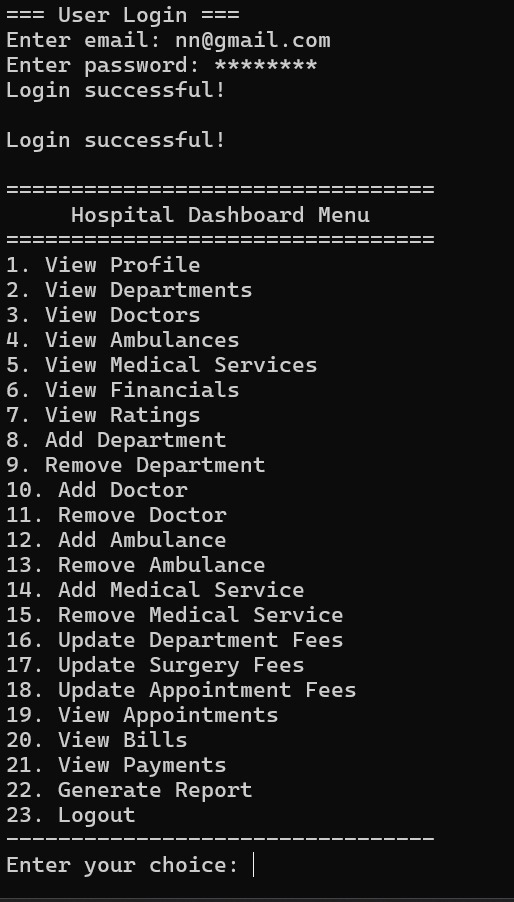 === User Login ===
Enter email: nn@gmail.com
Enter password: ********
Login successful!
Login successful!
=================================
Hospital Dashboard Menu
=================================
1. View Profile
2. View Departments
3. View Doctors
4. View Ambulances
5. View Medical Services
6. View Financials
7. View Ratings
8. Add Department
9. Remove Department
10. Add Doctor
11. Remove Doctor
12. Add Ambulance
13. Remove Ambulance
14. Add Medical Service
15. Remove Medical Service
16. Update Department Fees
17. Update Surgery Fees
18. Update Appointment Fees
19. View Appointments
20. View Bills
21. View Payments
22. Generate Report
23. Logout
---------------------------------
Enter your choice: